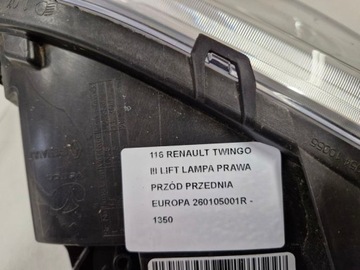 116 RENAULT TWINGO
III LIFT LAMPA PRAWA
PRZÓD PRZEDNIA
EUROPA 260105001R -
1350